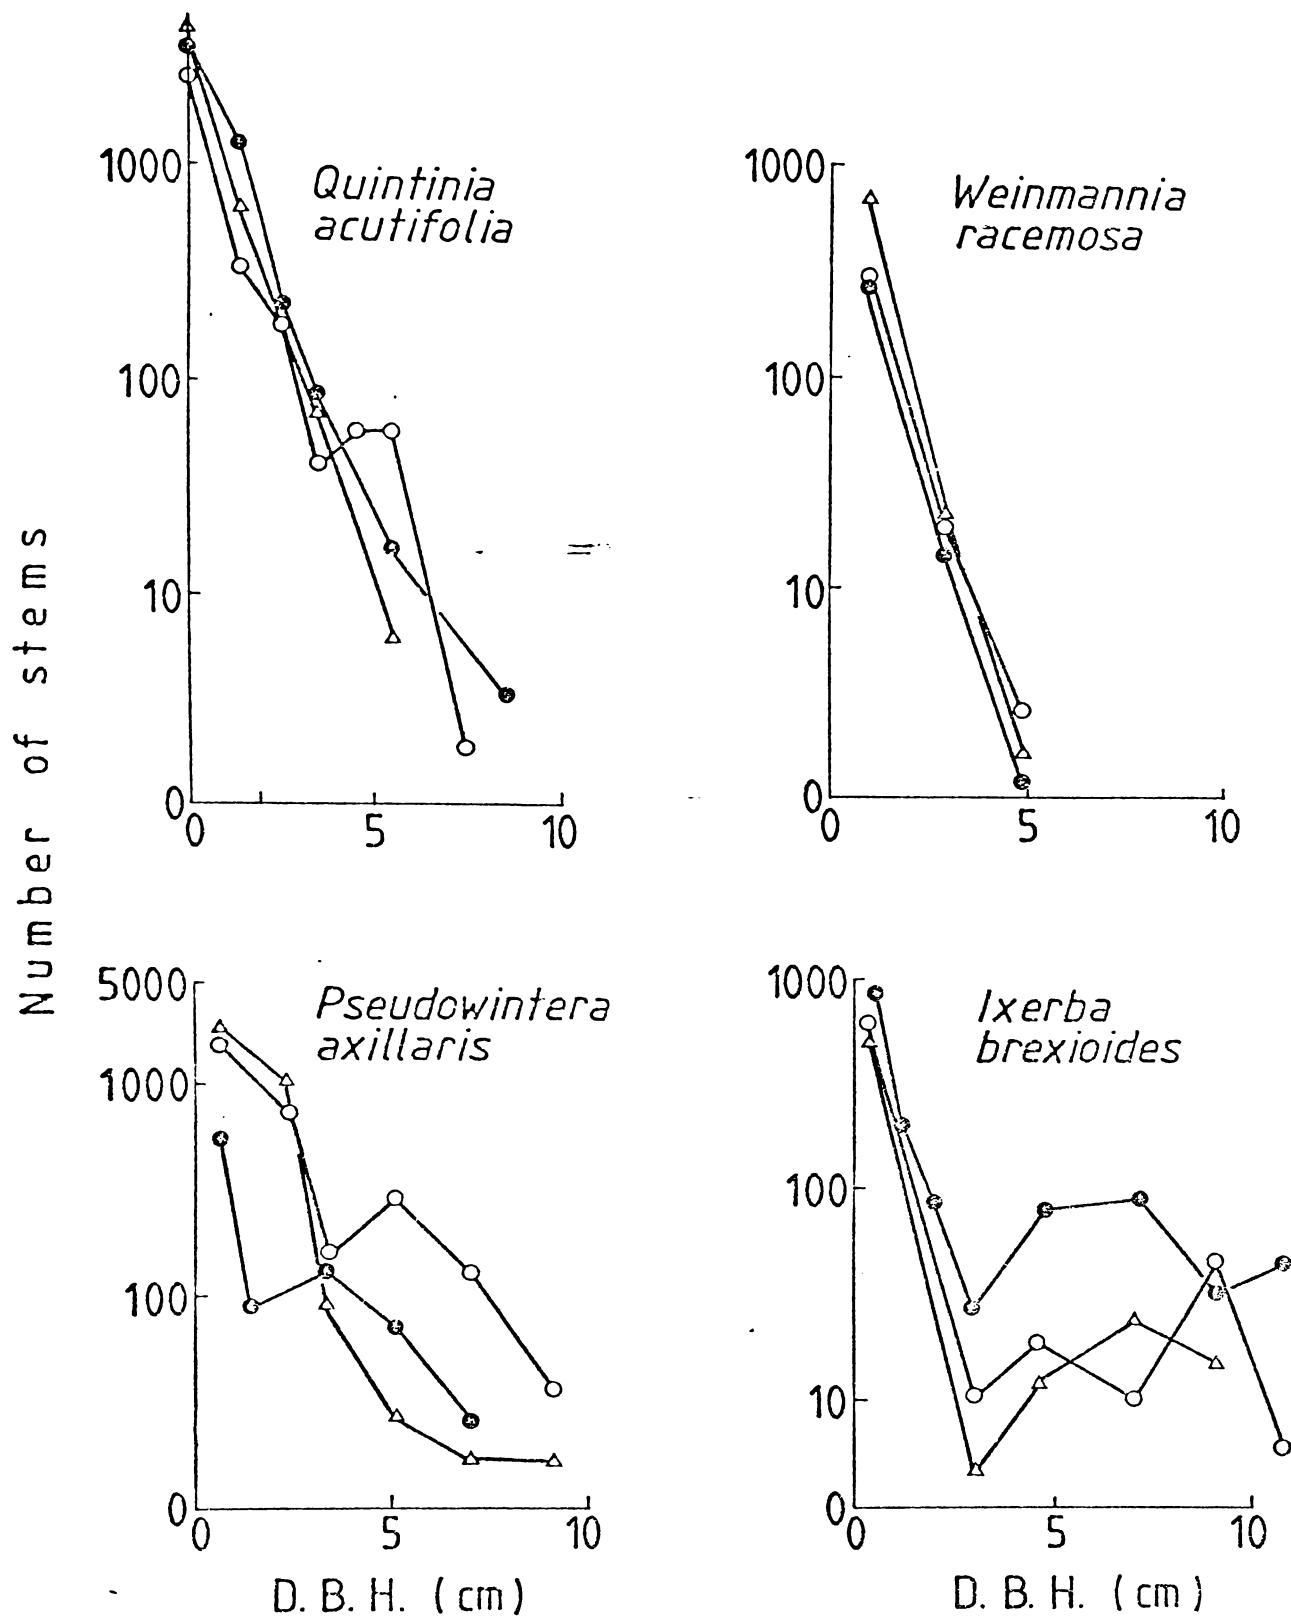 Number of stems
Quintinia
acutifolia
1000
100
10
0
0 5 10
Weinmannia
racemosa
1000
100
10
0
0 5 10
Pseudowintera
axillaris
5000
1000
100
0
0 5 10
D.B.H. (cm)
Ixerba
brexioides
1000
100
10
0
0 5 10
D.B.H. (cm)